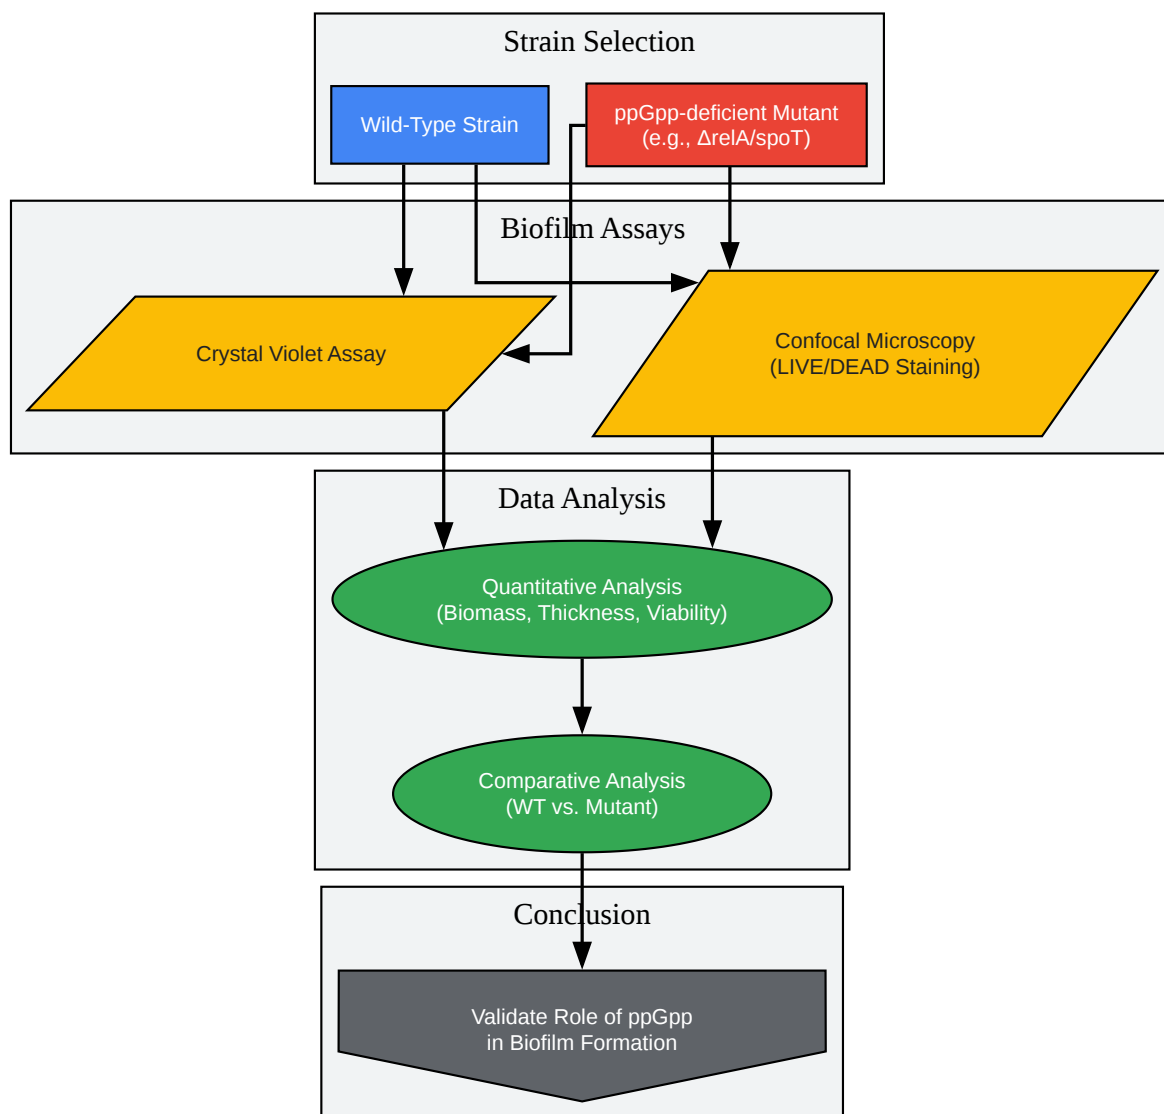 Strain Selection
Wild-Type Strain
ppGpp-deficient Mutant
(e.g., ΔrelA/spoT)
Biofilm Assays
Crystal Violet Assay
Confocal Microscopy
(LIVE/DEAD Staining)
Data Analysis
Quantitative Analysis
(Biomass, Thickness, Viability)
Comparative Analysis
(WT vs. Mutant)
Conclusion
Validate Role of ppGpp
in Biofilm Formation